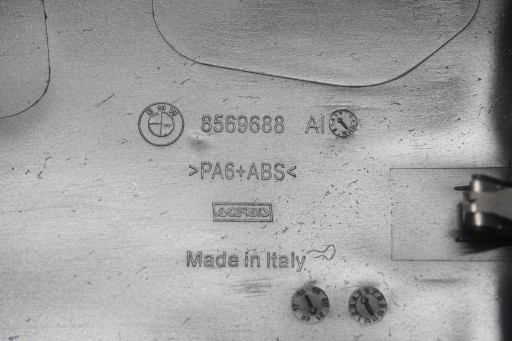 8569688 AI
>PA6+ABS<
ACERBIS
Made in Italy